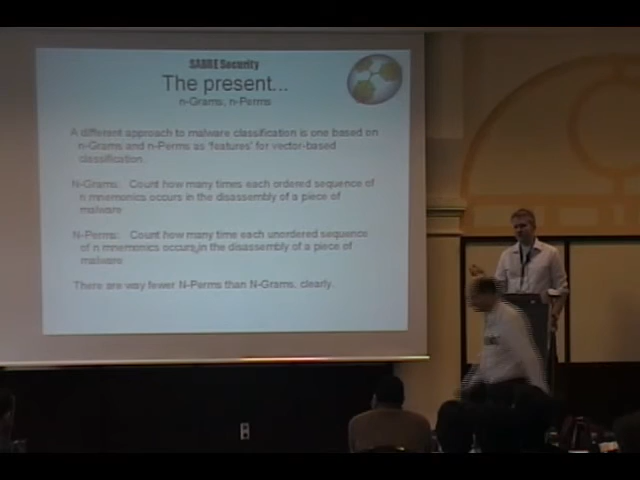 SABRE Security
The present...
n-Grams; n-Perms
A different approach to malware classification is one based on
n-Grams and n-Perms as 'features' for vector-based
classification.
N-Grams: Count how many times each ordered sequence of
n mnemonics occurs in the disassembly of a piece of
malware
N-Perms: Count how many time each unordered sequence
of n mnemonics occurs in the disassembly of a piece of
malware
There are way fewer N-Perms than N-Grams, clearly.